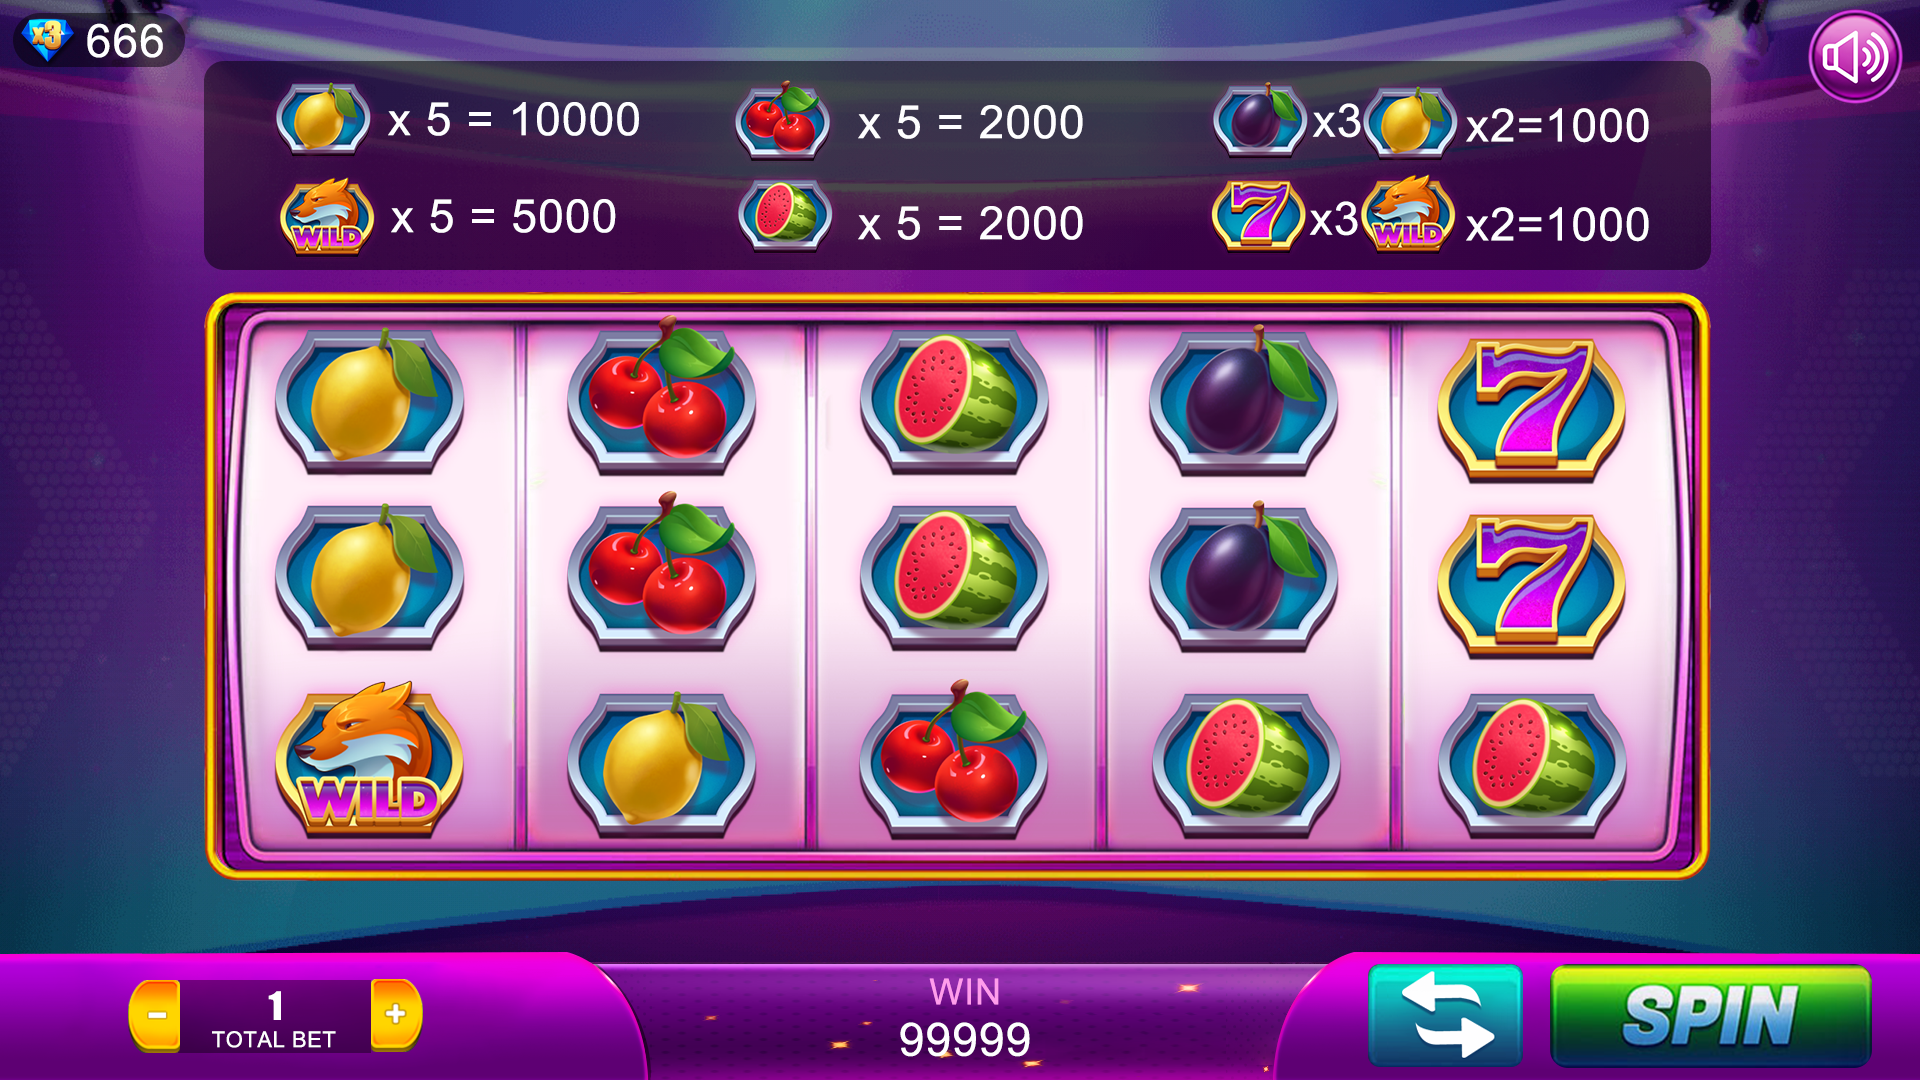 x3 666
x 5 = 10000
x 5 = 2000
x3 x2=1000
WILD x 5 = 5000
x 5 = 2000
7 x3 WILD x2=1000
7
7
WILD
- 1 +
TOTAL BET
WIN
99999
SPIN